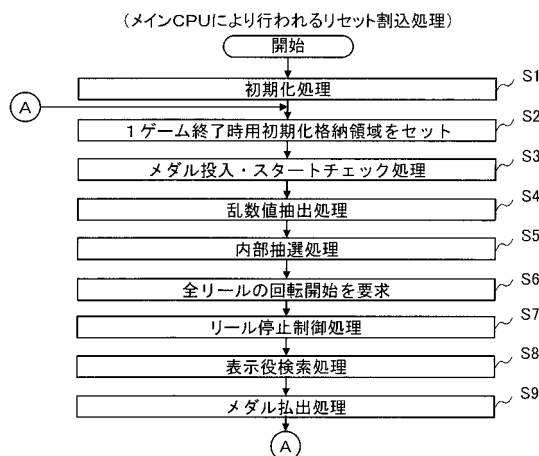 （メインCPUにより行われるリセット割込処理）
開始
S1
初期化処理
A
S2
１ゲーム終了時用初期化格納領域をセット
S3
メダル投入・スタートチェック処理
S4
乱数値抽出処理
S5
内部抽選処理
S6
全リールの回転開始を要求
S7
リール停止制御処理
S8
表示役検索処理
S9
メダル払出処理
A